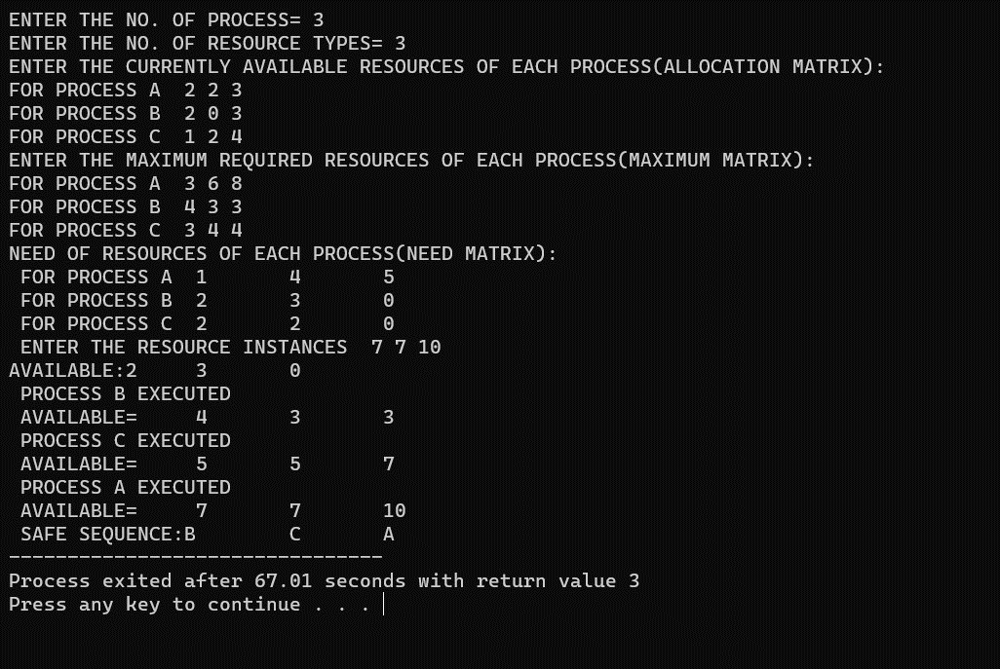 ENTER THE NO. OF PROCESS= 3
ENTER THE NO. OF RESOURCE TYPES= 3
ENTER THE CURRENTLY AVAILABLE RESOURCES OF EACH PROCESS(ALLOCATION MATRIX):
FOR PROCESS A  2 2 3
FOR PROCESS B  2 0 3
FOR PROCESS C  1 2 4
ENTER THE MAXIMUM REQUIRED RESOURCES OF EACH PROCESS(MAXIMUM MATRIX):
FOR PROCESS A  3 6 8
FOR PROCESS B  4 3 3
FOR PROCESS C  3 4 4
NEED OF RESOURCES OF EACH PROCESS(NEED MATRIX):
 FOR PROCESS A  1       4       5
 FOR PROCESS B  2       3       0
 FOR PROCESS C  2       2       0
 ENTER THE RESOURCE INSTANCES  7 7 10
AVAILABLE:2     3       0
 PROCESS B EXECUTED
 AVAILABLE=     4       3       3
 PROCESS C EXECUTED
 AVAILABLE=     5       5       7
 PROCESS A EXECUTED
 AVAILABLE=     7       7       10
 SAFE SEQUENCE:B        C       A
--------------------------------
Process exited after 67.01 seconds with return value 3
Press any key to continue . . .